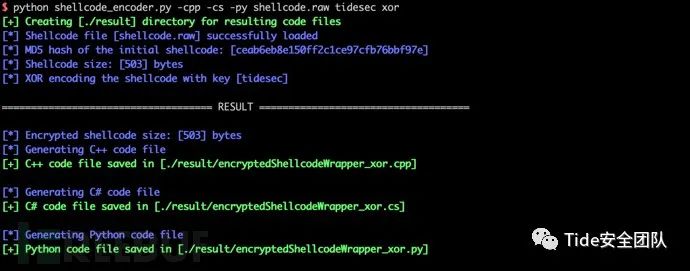 $ python shellcode_encoder.py -cpp -cs -py shellcode.raw tidesec xor
[+] Creating [./result] directory for resulting code files
[*] Shellcode file [shellcode.raw] successfully loaded
[*] MD5 hash of the initial shellcode: [ceab6eb8e150ff2c1ce97cfb76bbf97e]
[*] Shellcode size: [503] bytes
[*] XOR encoding the shellcode with key [tidesec]
==================================== RESULT ====================================
[*] Encrypted shellcode size: [503] bytes
[*] Generating C++ code file
[+] C++ code file saved in [./result/encryptedShellcodeWrapper_xor.cpp]
[*] Generating C# code file
[+] C# code file saved in [./result/encryptedShellcodeWrapper_xor.cs]
[*] Generating Python code file
[+] Python code file saved in [./result/encryptedShellcodeWrapper_xor.py]
Tide安全团队